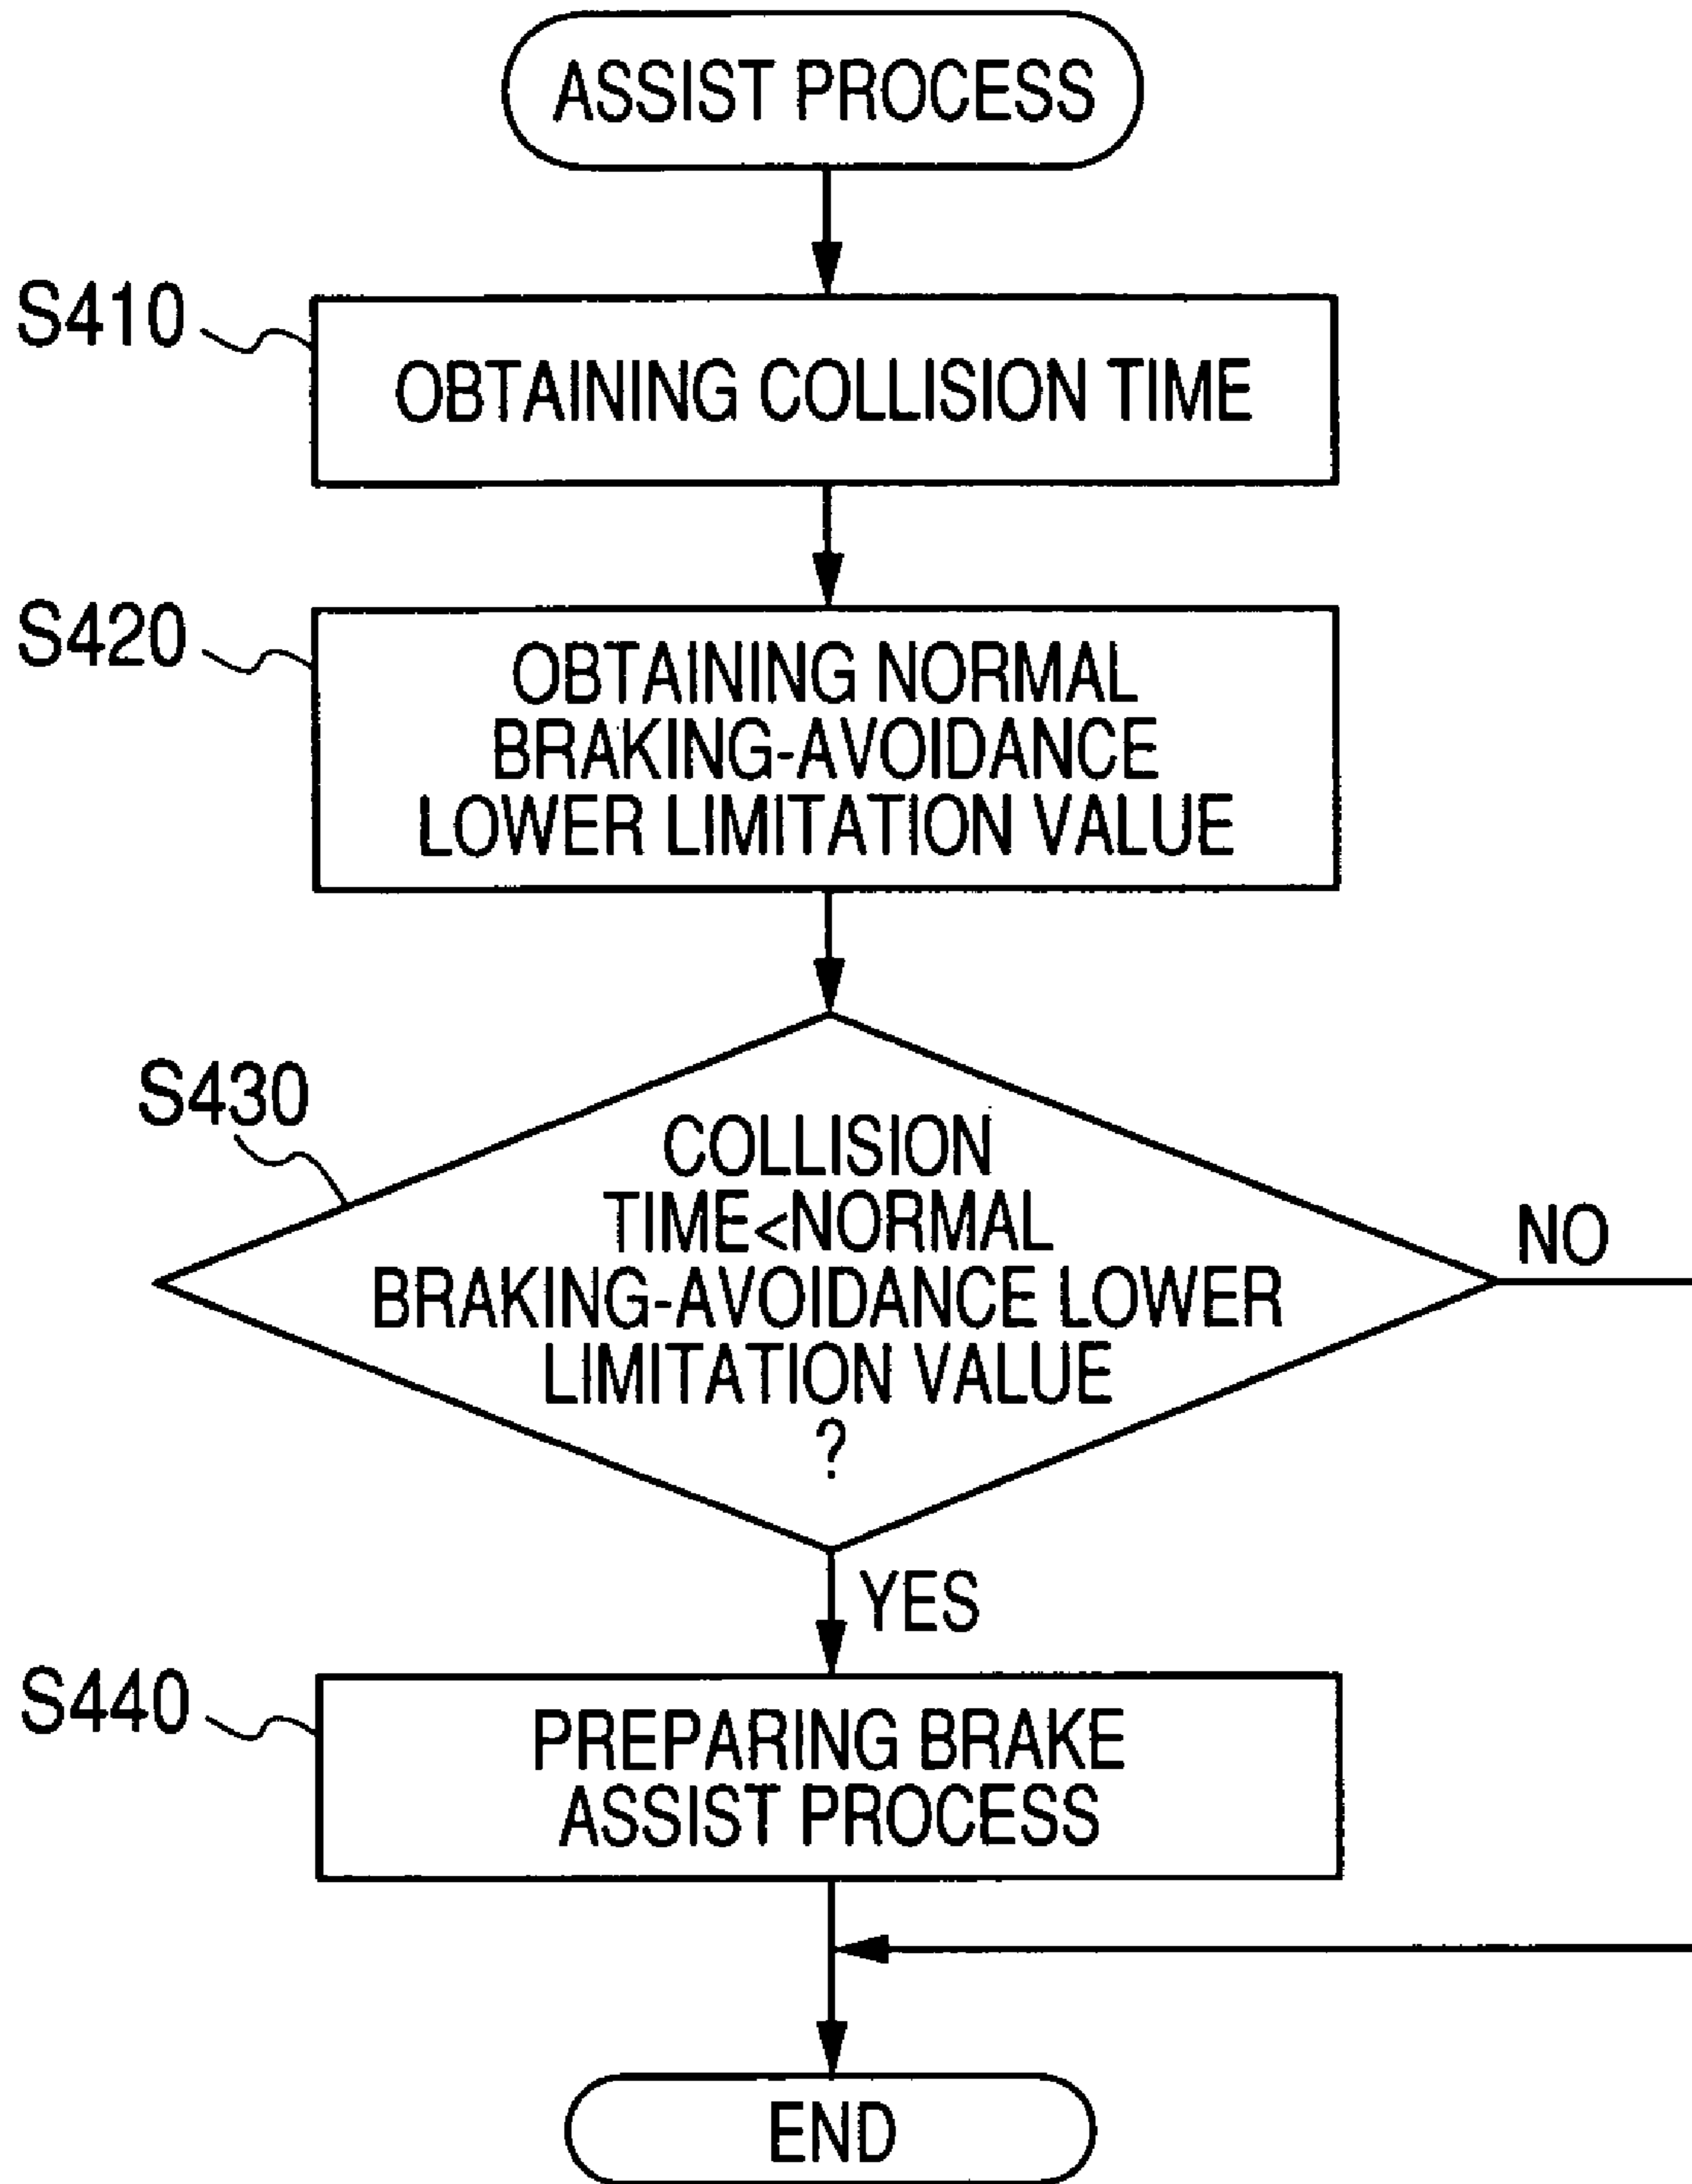 ASSIST PROCESS
S410
OBTAINING COLLISION TIME
S420
OBTAINING NORMAL
BRAKING-AVOIDANCE
LOWER LIMITATION VALUE
S430
COLLISION
TIME<NORMAL
BRAKING-AVOIDANCE LOWER
LIMITATION VALUE
?
NO
YES
S440
PREPARING BRAKE
ASSIST PROCESS
END